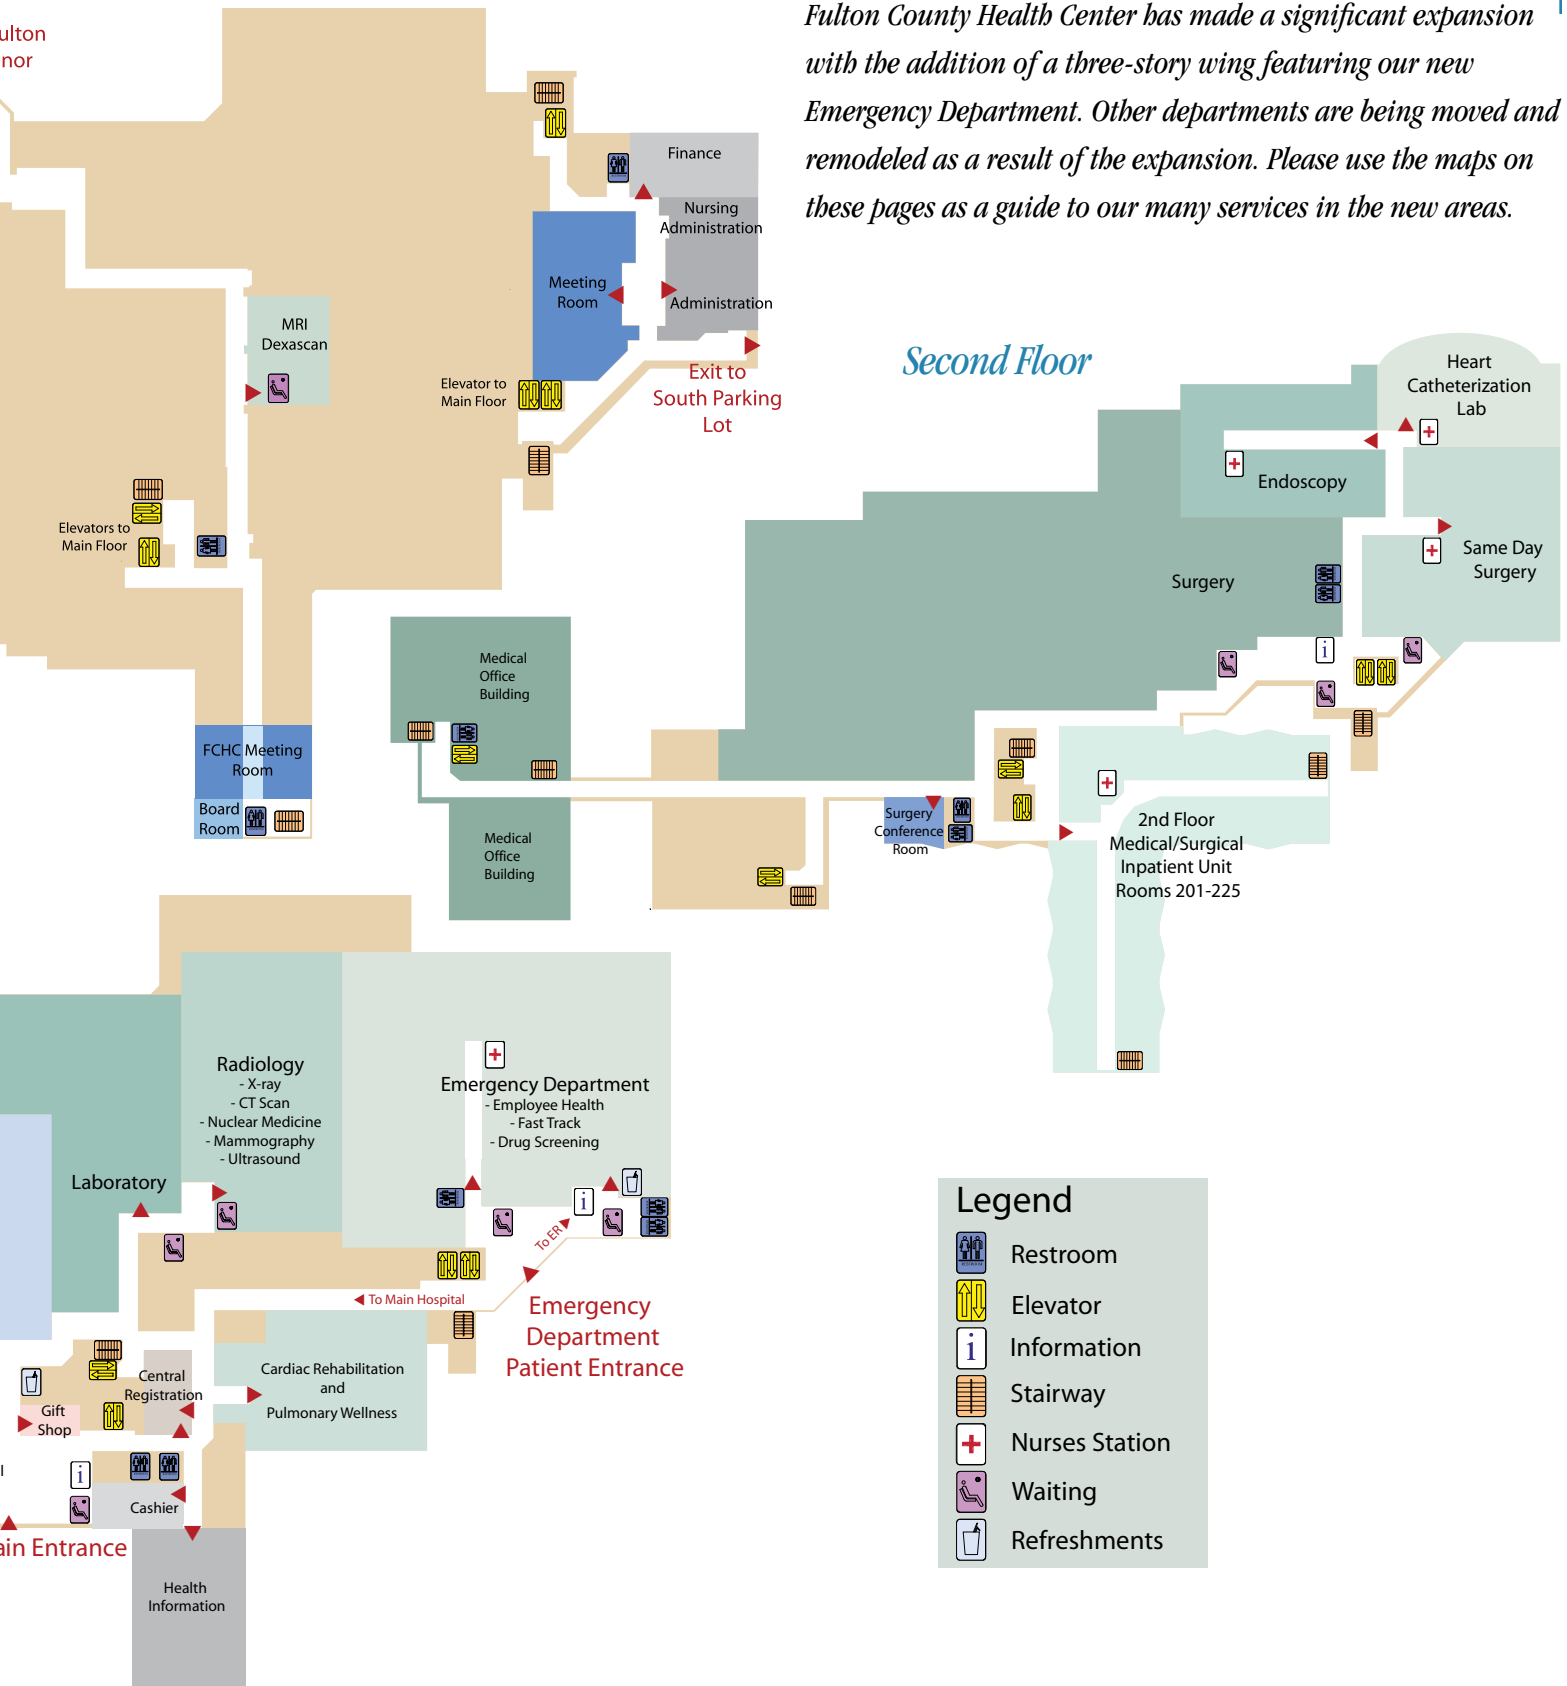 ulton
nor
Fulton County Health Center has made a significant expansion
with the addition of a three-story wing featuring our new
Emergency Department. Other departments are being moved and
remodeled as a result of the expansion. Please use the maps on
these pages as a guide to our many services in the new areas.
Finance
Nursing
Administration
Meeting
Room
Administration
MRI
Dexascan
Elevator to
Main Floor
Exit to
South Parking
Lot
Elevators to
Main Floor
FCHC Meeting
Room
Board
Room
Second Floor
Heart
Catheterization
Lab
Endoscopy
Same Day
Surgery
Surgery
Medical
Office
Building
Medical
Office
Building
Surgery
Conference
Room
2nd Floor
Medical/Surgical
Inpatient Unit
Rooms 201-225
Radiology
- X-ray
- CT Scan
- Nuclear Medicine
- Mammography
- Ultrasound
Emergency Department
- Employee Health
- Fast Track
- Drug Screening
Laboratory
To ER
To Main Hospital
Emergency
Department
Patient Entrance
Central
Registration
Cardiac Rehabilitation
and
Pulmonary Wellness
Gift
Shop
i
l
i
i
Cashier
ain Entrance
Health
Information
Legend
Restroom
Elevator
i Information
Stairway
Nurses Station
Waiting
Refreshments